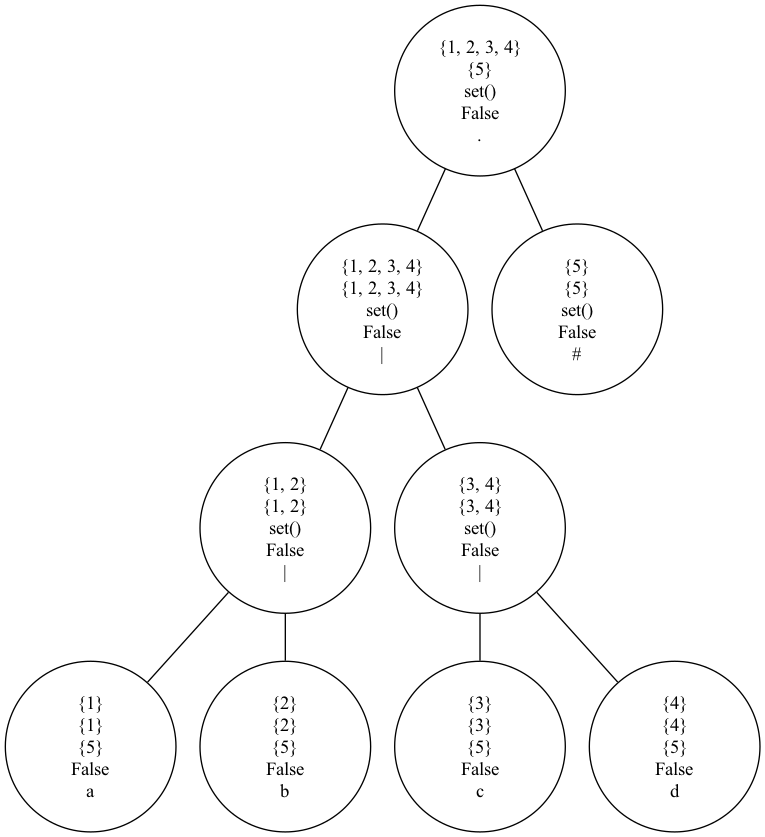 {1, 2, 3, 4}
{5}
set()
False
.
{1, 2, 3, 4}
{1, 2, 3, 4}
set()
False
|
{5}
{5}
set()
False
#
{1, 2}
{1, 2}
set()
False
|
{3, 4}
{3, 4}
set()
False
|
{1}
{1}
{5}
False
a
{2}
{2}
{5}
False
b
{3}
{3}
{5}
False
c
{4}
{4}
{5}
False
d